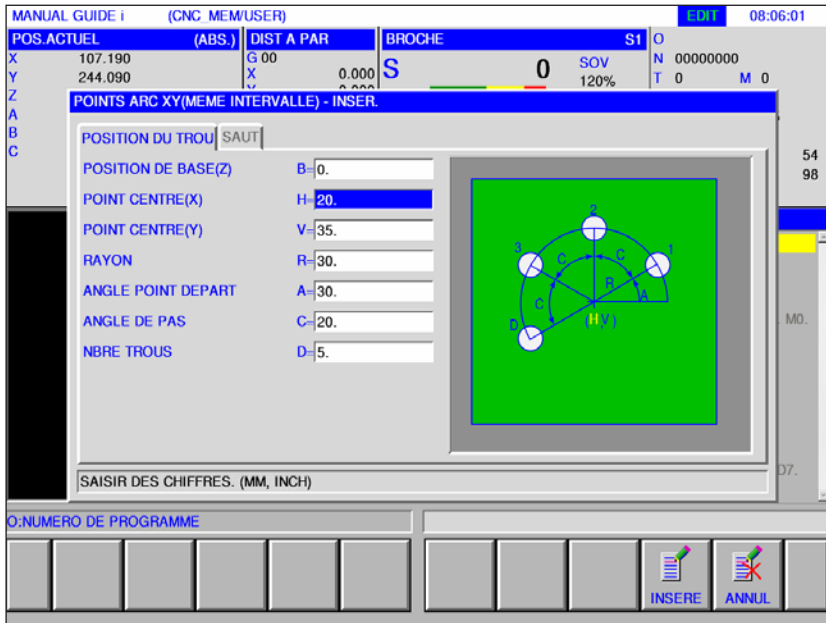 MANUAL GUIDE i (CNC_MEM/USER) EDIT 08:06:01
POS.ACTUEL (ABS.) DIST A PAR BROCHE S1 O
X 107.190 G 00 S 0 SOV N 00000000
Y 244.090 X 0.000 120% T 0 M 0
Z
A
B
C
54
98
POINTS ARC XY(MEME INTERVALLE) - INSER.
POSITION DU TROU SAUT
POSITION DE BASE(Z) B=0.
POINT CENTRE(X) H=20.
POINT CENTRE(Y) V=35.
RAYON R=30.
ANGLE POINT DEPART A=30.
ANGLE DE PAS C=20.
NBRE TROUS D=5.
2
3 C C 1
R
C A
D (H,V)
M0.
D7.
SAISIR DES CHIFFRES. (MM, INCH)
O:NUMERO DE PROGRAMME
INSERE ANNUL